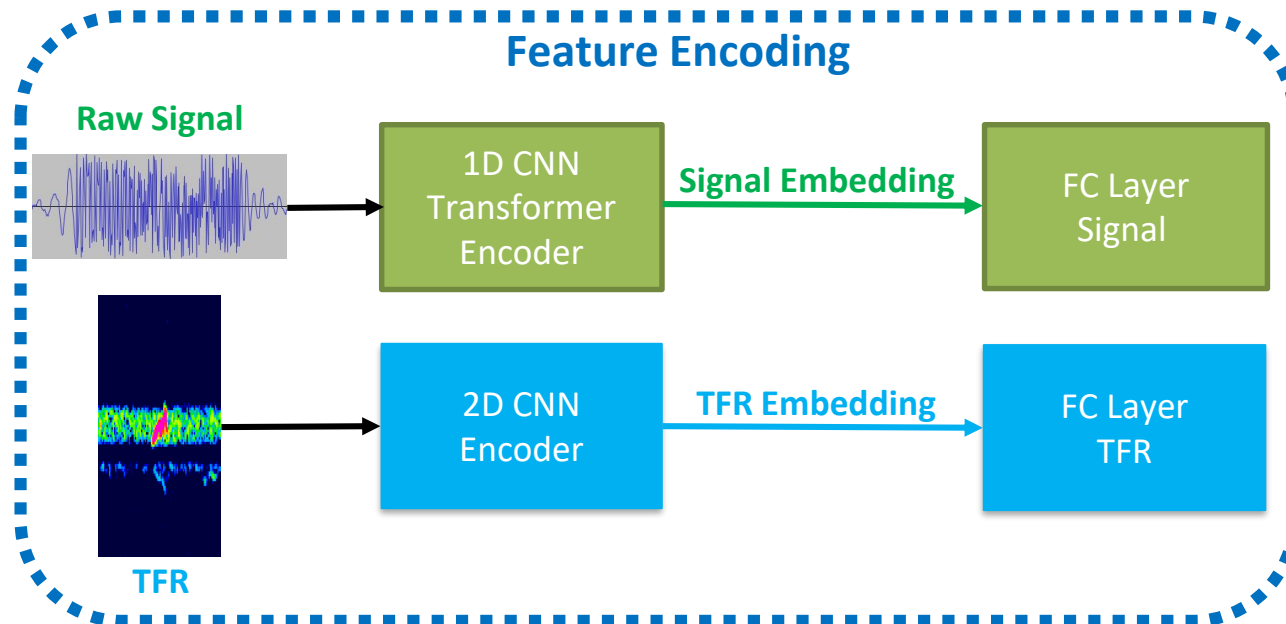 Feature Encoding
Raw Signal
1D CNN
Transformer
Encoder
Signal Embedding
FC Layer
Signal
2D CNN
Encoder
TFR Embedding
FC Layer
TFR
TFR